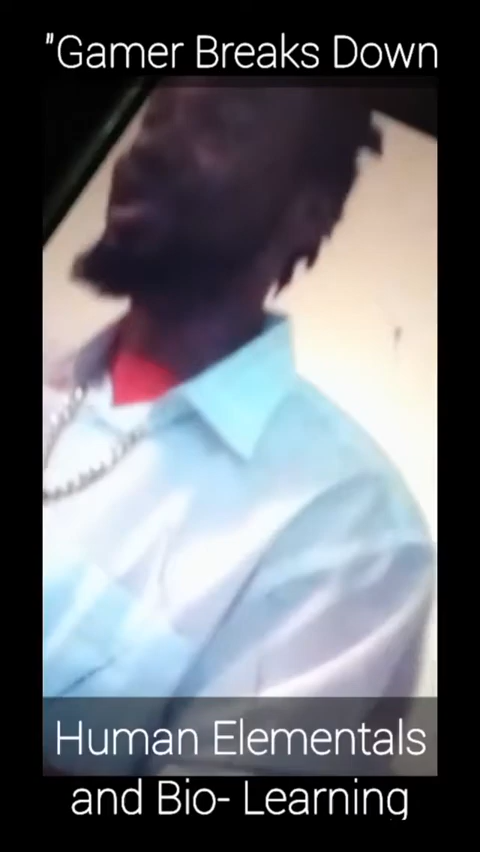 "Gamer Breaks Down
Human Elementals
and Bio- Learning